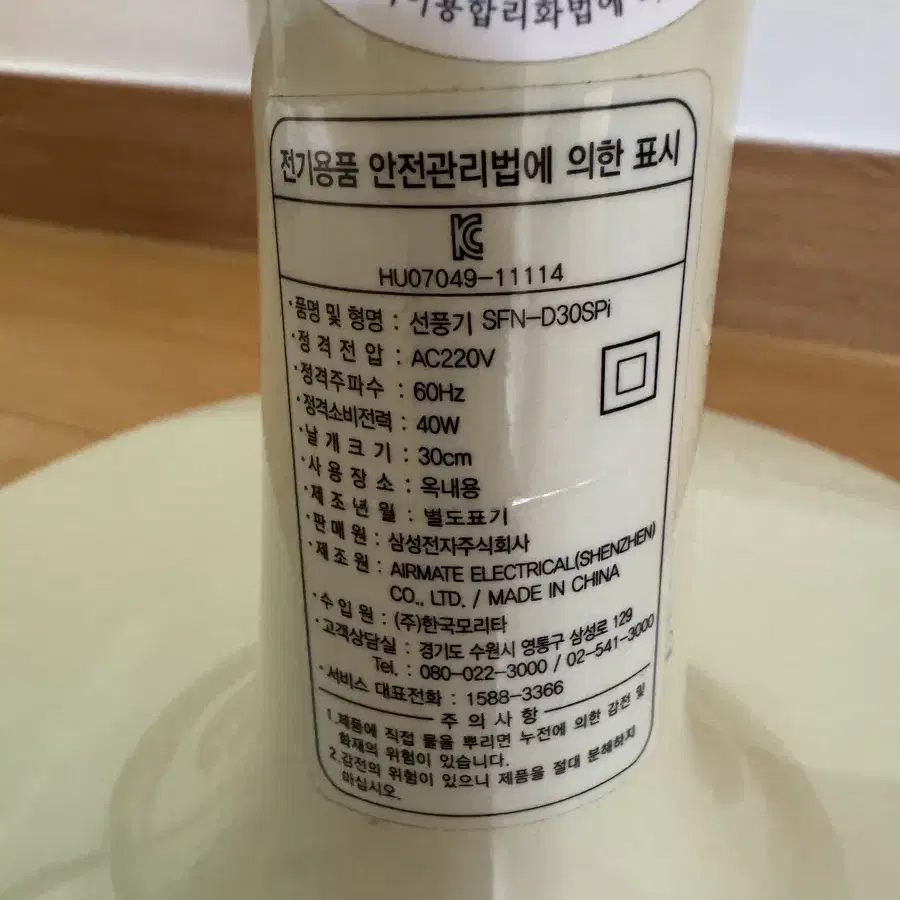 용합리화법에
전기용품 안전관리법에 의한 표시
HU07049-11114
·품명 및 형명 : 선풍기 SFN-D30SPi
·정격전압 : AC220V
·정격주파수 : 60Hz
·정격소비전력 : 40W
·날개크기 : 30cm
·사용장소 : 옥내용
·제조년월 : 별도표기
·판매원 : 삼성전자주식회사
·제조원 : AIRMATE ELECTRICAL(SHENZHEN)
CO., LTD. / MADE IN CHINA
·수입원 : (주)한국모리타
·고객상담실 : 경기도 수원시 영통구 삼성로 129
Tel. : 080-022-3000 / 02-541-3000
·서비스 대표전화 : 1588-3366
주의사항
1.제품에 직접 물을 뿌리면 누전에 의한 감전 및
화재의 위험이 있습니다.
2.감전의 위험이 있으니 제품을 절대 분해하지
마십시오.